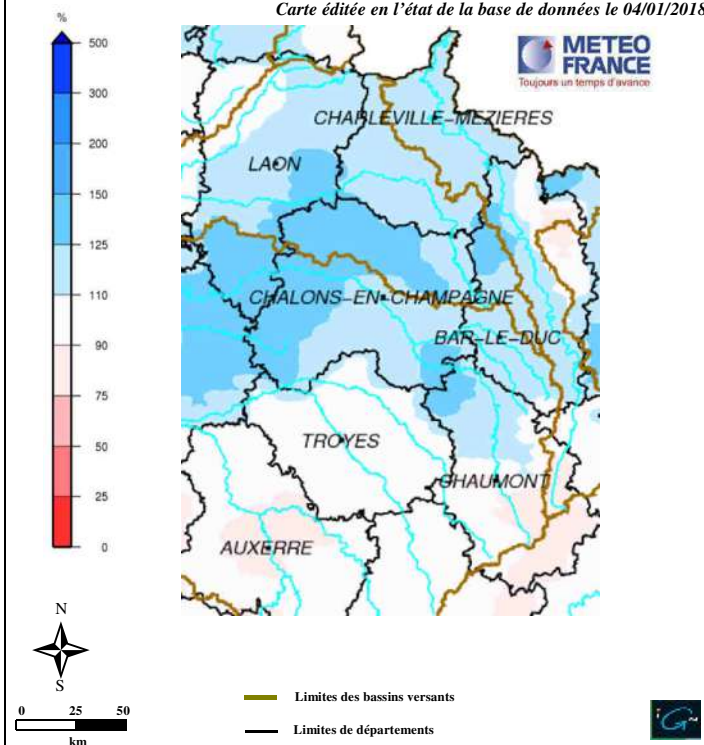 Carte éditée en l’état de la base de données le 04/01/2018
%
500
300
200
150
125
110
90
75
50
25
0
METEO
FRANCE
Toujours un temps d'avance
CHARLEVILLE-MEZIERES
LAON
CHALONS-EN-CHAMPAGNE
BAR-LE-DUC
TROYES
CHAUMONT
AUXERRE
N
S
0 25 50
km
Limites des bassins versants
Limites de départements